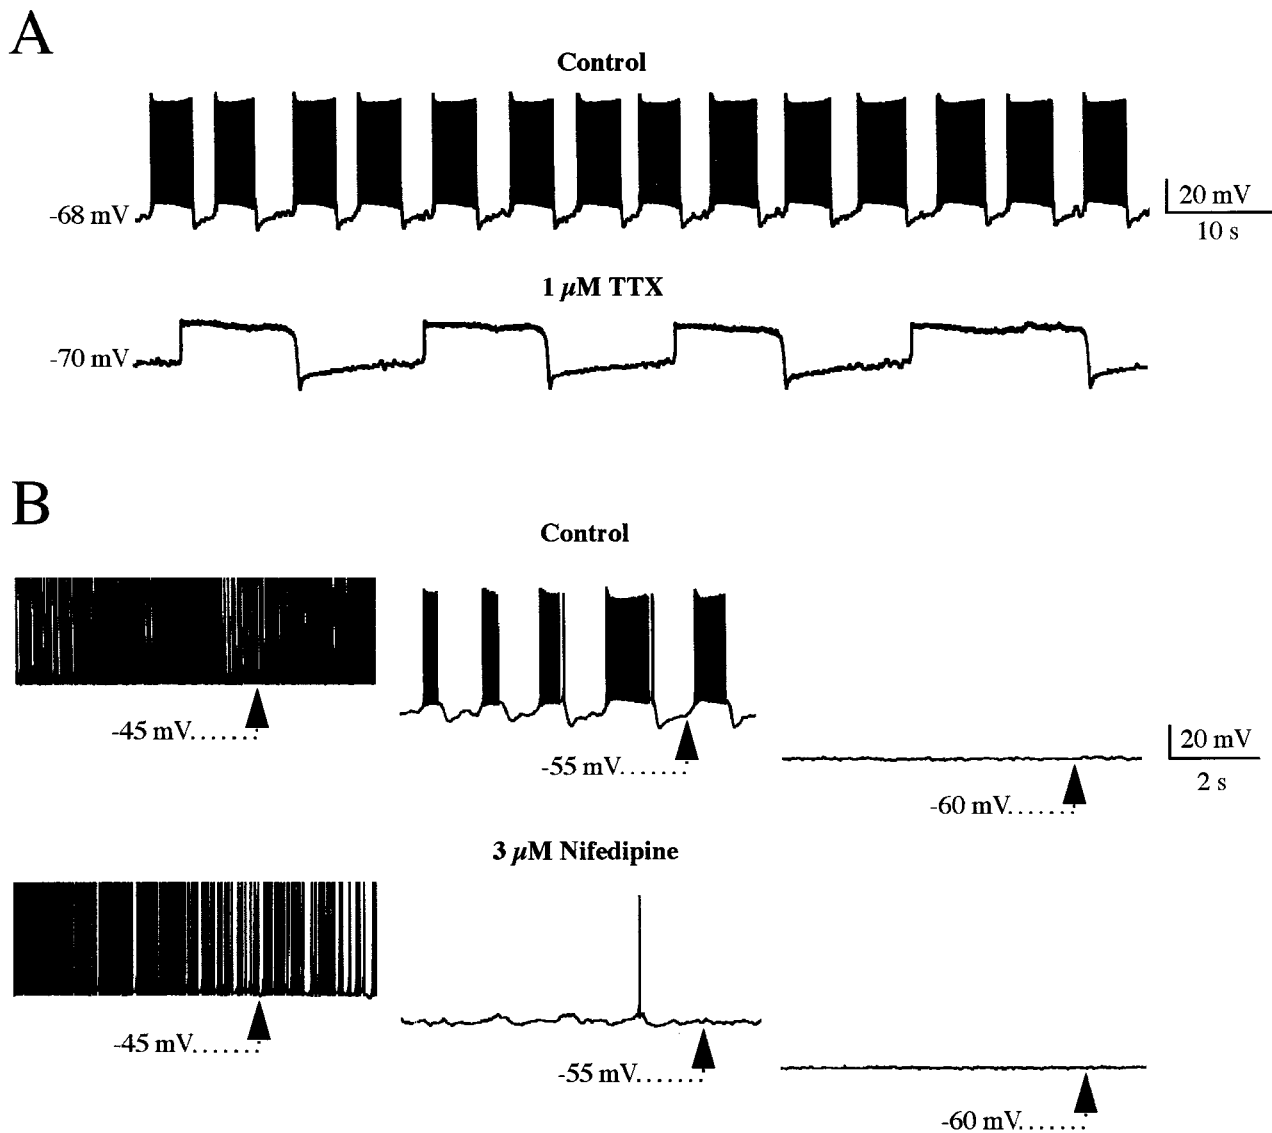 A
Control
-68 mV
20 mV
10 s
1 µM TTX
-70 mV
B
Control
-45 mV.......
-55 mV.......
20 mV
2 s
-60 mV.......
3 µM Nifedipine
-45 mV.......
-55 mV.......
-60 mV.......